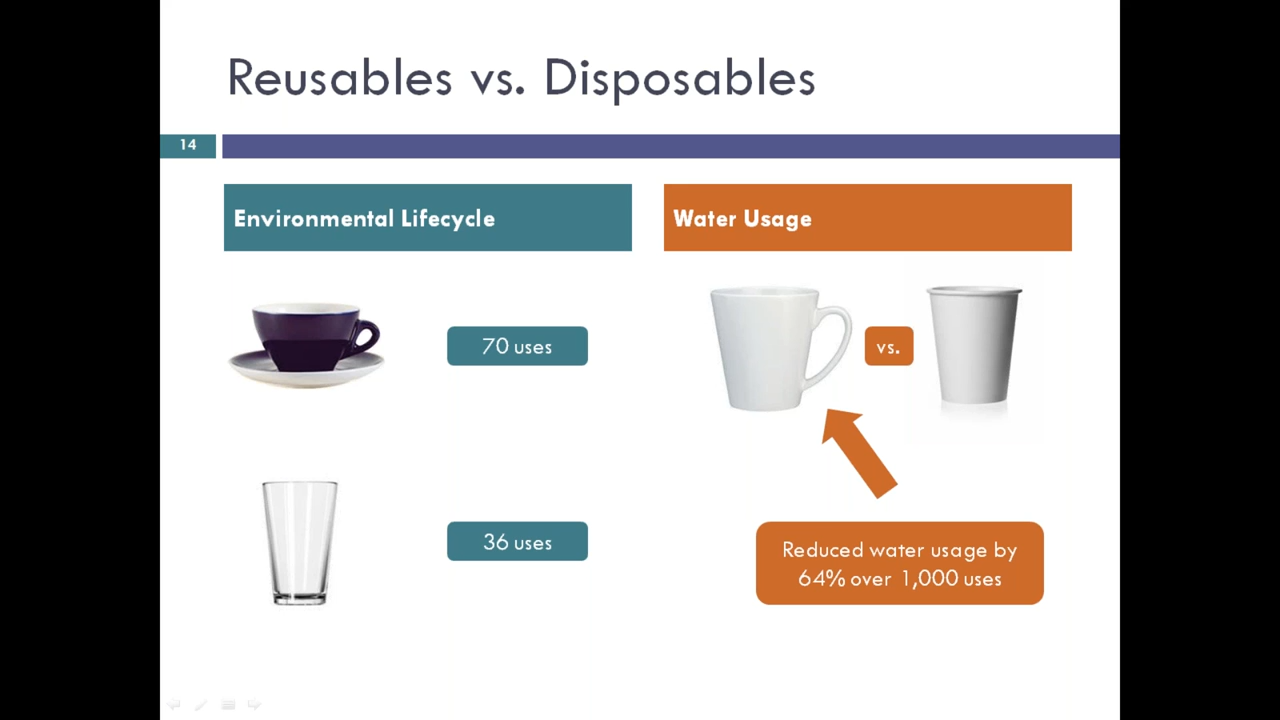 Reusables vs. Disposables
14
Environmental Lifecycle
70 uses
36 uses
Water Usage
vs.
Reduced water usage by
64% over 1,000 uses